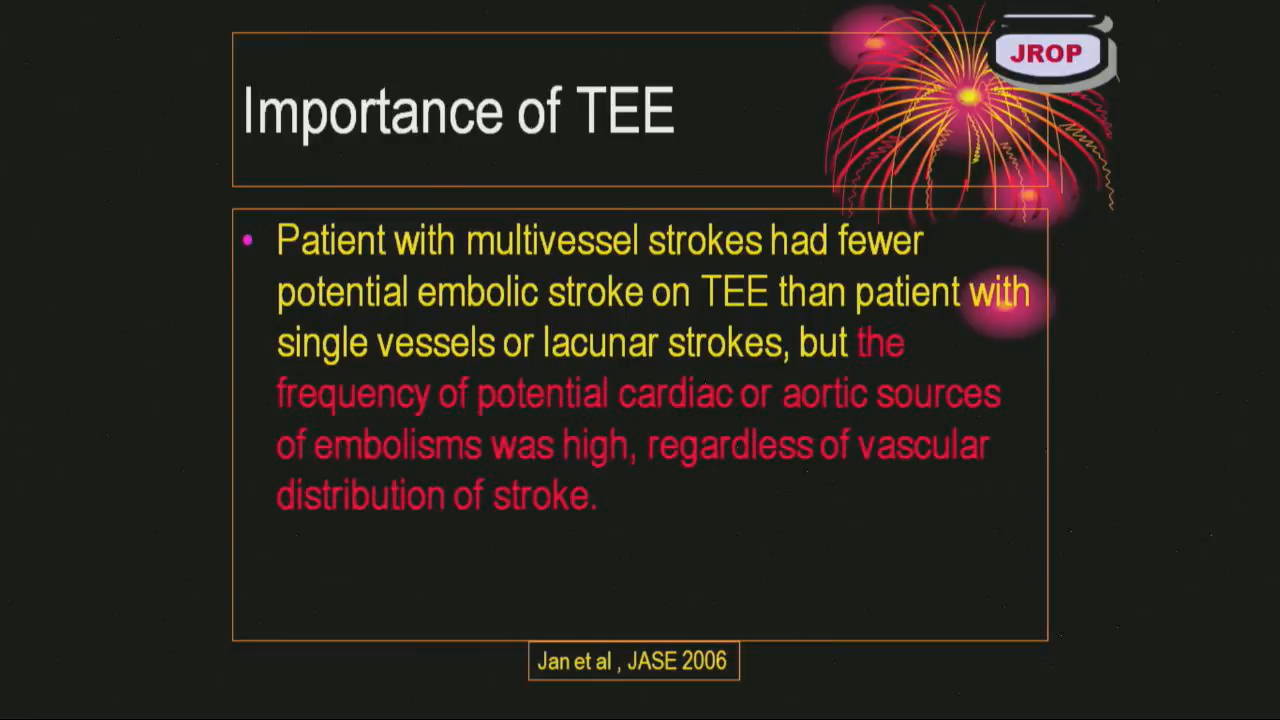 JROP
Importance of TEE
• Patient with multivessel strokes had fewer
potential embolic stroke on TEE than patient with
single vessels or lacunar strokes, but the
frequency of potential cardiac or aortic sources
of embolisms was high, regardless of vascular
distribution of stroke.
Jan et al , JASE 2006